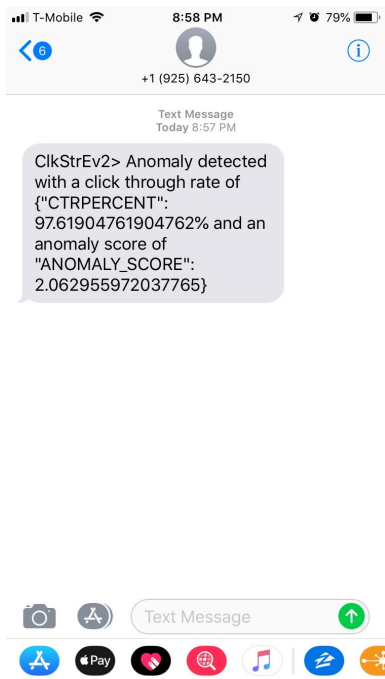 T-Mobile 8:58 PM 79%
6
+1 (925) 643-2150
Text Message
Today 8:57 PM
ClkStrEv2> Anomaly detected
with a click through rate of
{"CTRPERCENT":
97.61904761904762% and an
anomaly score of
"ANOMALY_SCORE":
2.062955972037765}
Text Message
Pay